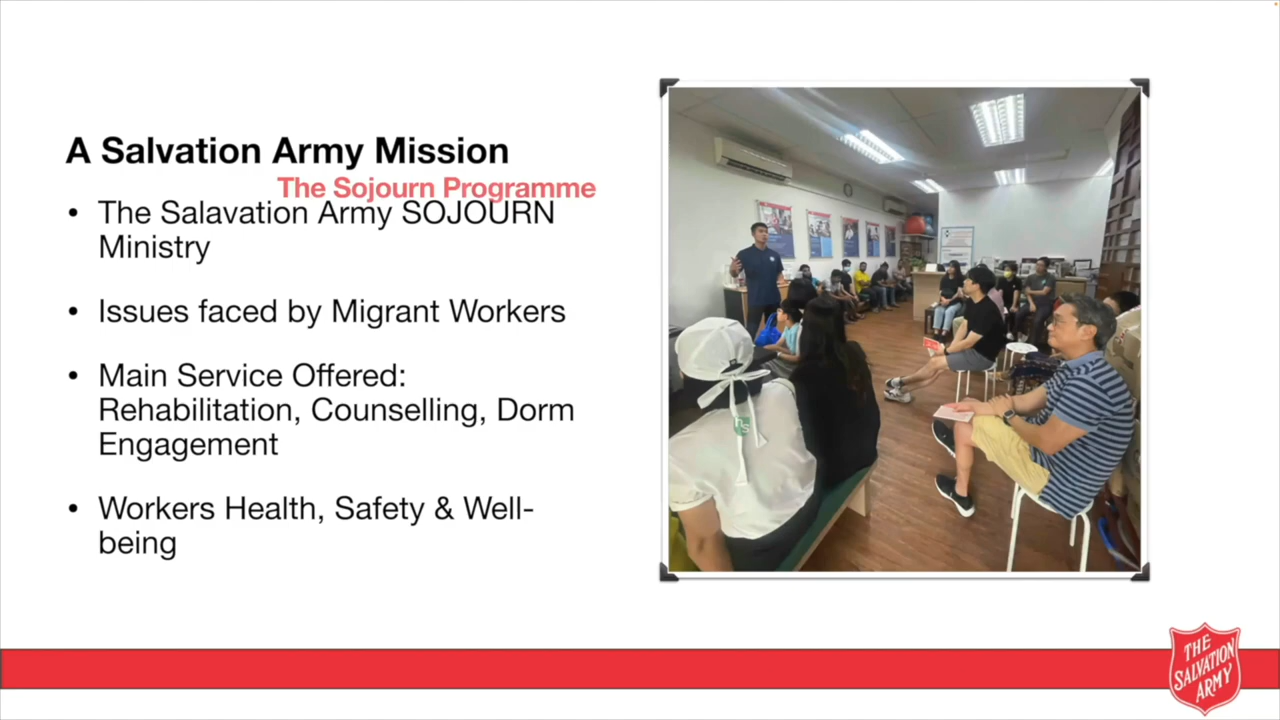 A Salvation Army Mission
The Sojourn Programme
• The Salavation Army SOJOURN
Ministry
• Issues faced by Migrant Workers
• Main Service Offered:
Rehabilitation, Counselling, Dorm
Engagement
• Workers Health, Safety & Well-
being
hs
THE
SALVATION
ARMY